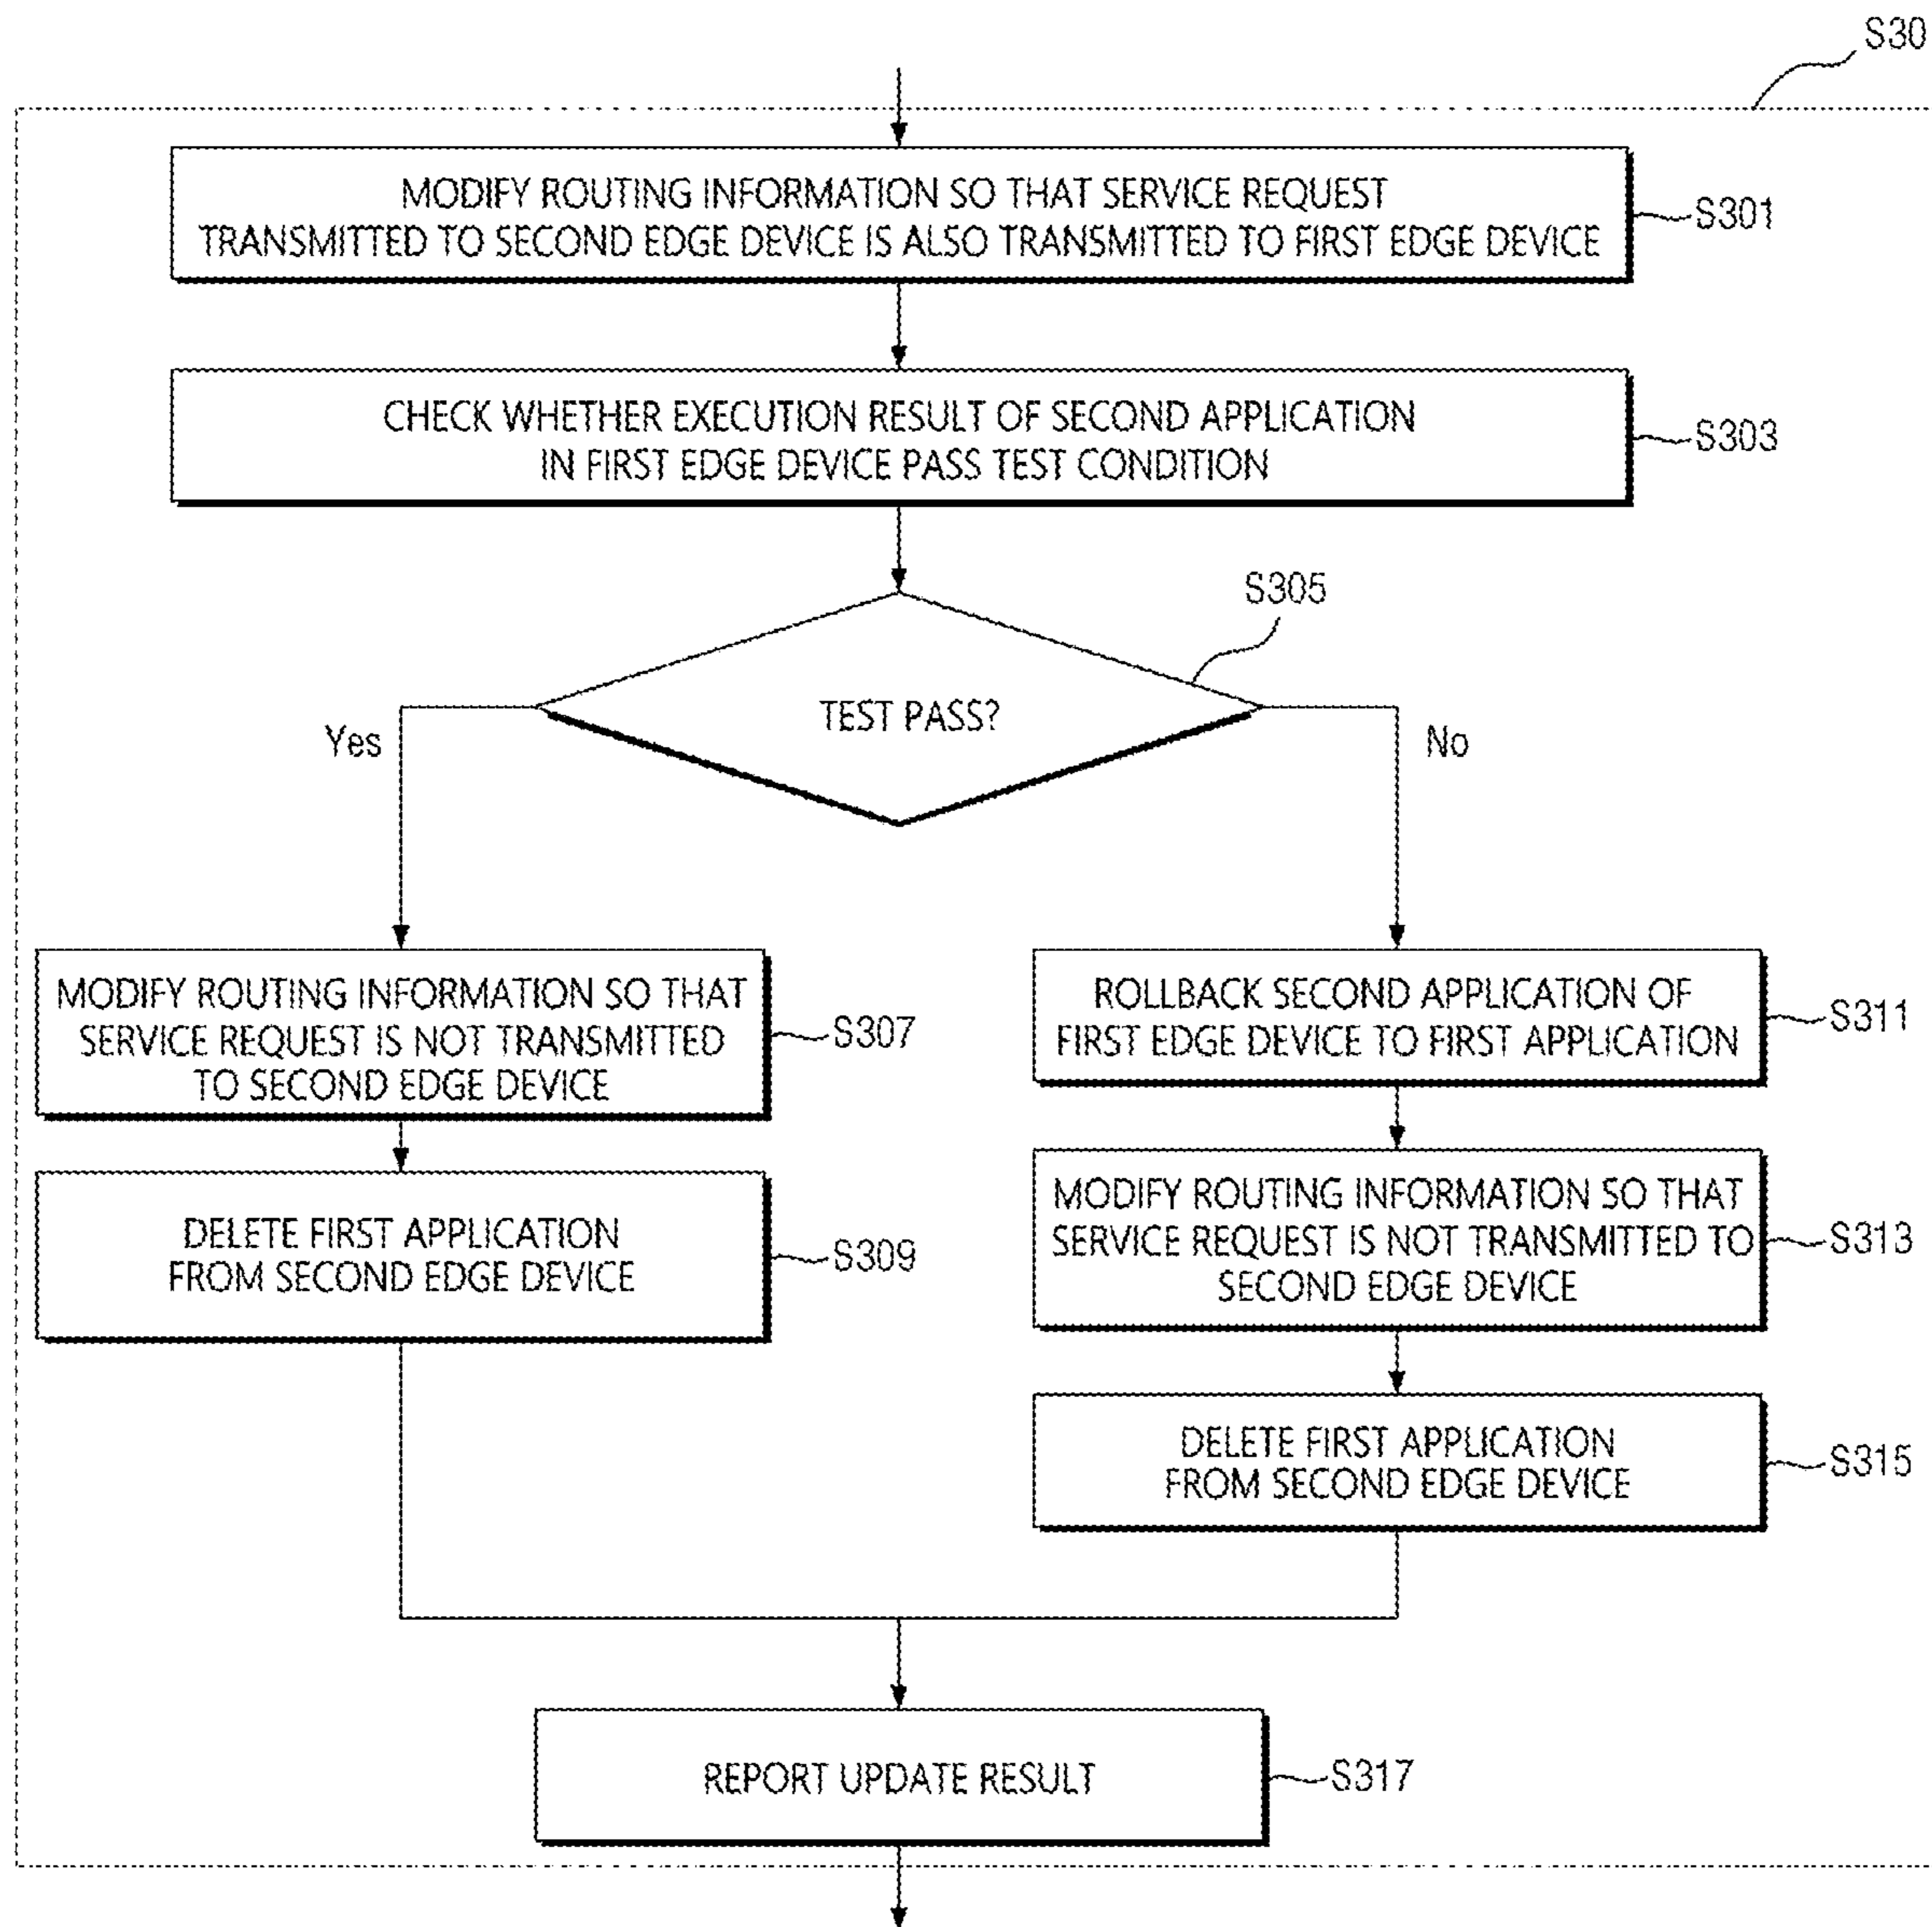 S30
MODIFY ROUTING INFORMATION SO THAT SERVICE REQUEST
TRANSMITTED TO SECOND EDGE DEVICE IS ALSO TRANSMITTED TO FIRST EDGE DEVICE
S301
CHECK WHETHER EXECUTION RESULT OF SECOND APPLICATION
IN FIRST EDGE DEVICE PASS TEST CONDITION
S303
S305
TEST PASS?
Yes
No
MODIFY ROUTING INFORMATION SO THAT
SERVICE REQUEST IS NOT TRANSMITTED
TO SECOND EDGE DEVICE
S307
ROLLBACK SECOND APPLICATION OF
FIRST EDGE DEVICE TO FIRST APPLICATION
S311
DELETE FIRST APPLICATION
FROM SECOND EDGE DEVICE
S309
MODIFY ROUTING INFORMATION SO THAT
SERVICE REQUEST IS NOT TRANSMITTED TO
SECOND EDGE DEVICE
S313
DELETE FIRST APPLICATION
FROM SECOND EDGE DEVICE
S315
REPORT UPDATE RESULT
S317